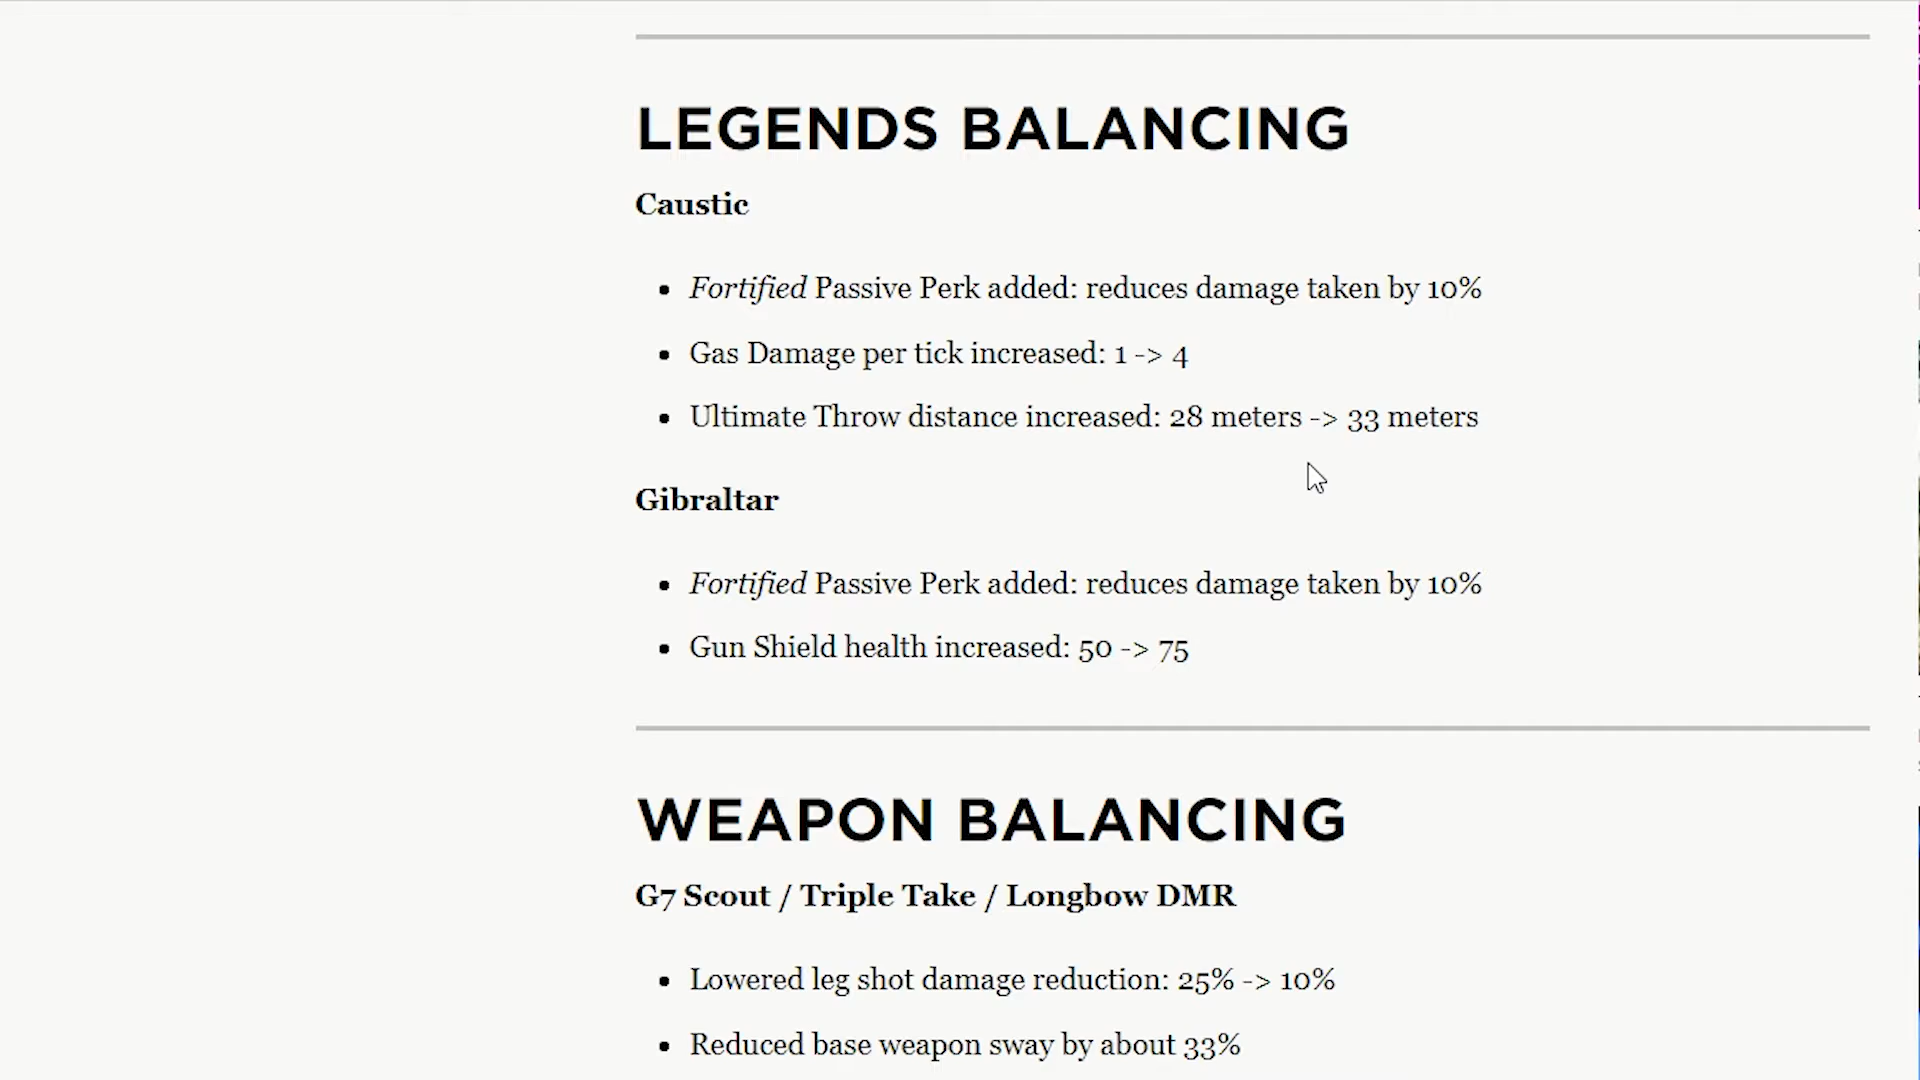 LEGENDS BALANCING
Caustic
• Fortified Passive Perk added: reduces damage taken by 10%
• Gas Damage per tick increased: 1 -> 4
• Ultimate Throw distance increased: 28 meters -> 33 meters
Gibraltar
• Fortified Passive Perk added: reduces damage taken by 10%
• Gun Shield health increased: 50 -> 75
WEAPON BALANCING
G7 Scout / Triple Take / Longbow DMR
• Lowered leg shot damage reduction: 25% -> 10%
• Reduced base weapon sway by about 33%